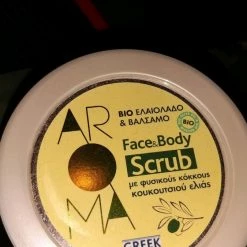 AROMA
BIO ΕΛΑΙΟΛΑΔΟ
& ΒΑΛΣΑΜΟ
BIO
Face&Body
Scrub
με φυσικούς κόκκους
κουκουτσιού ελιάς
GREEK